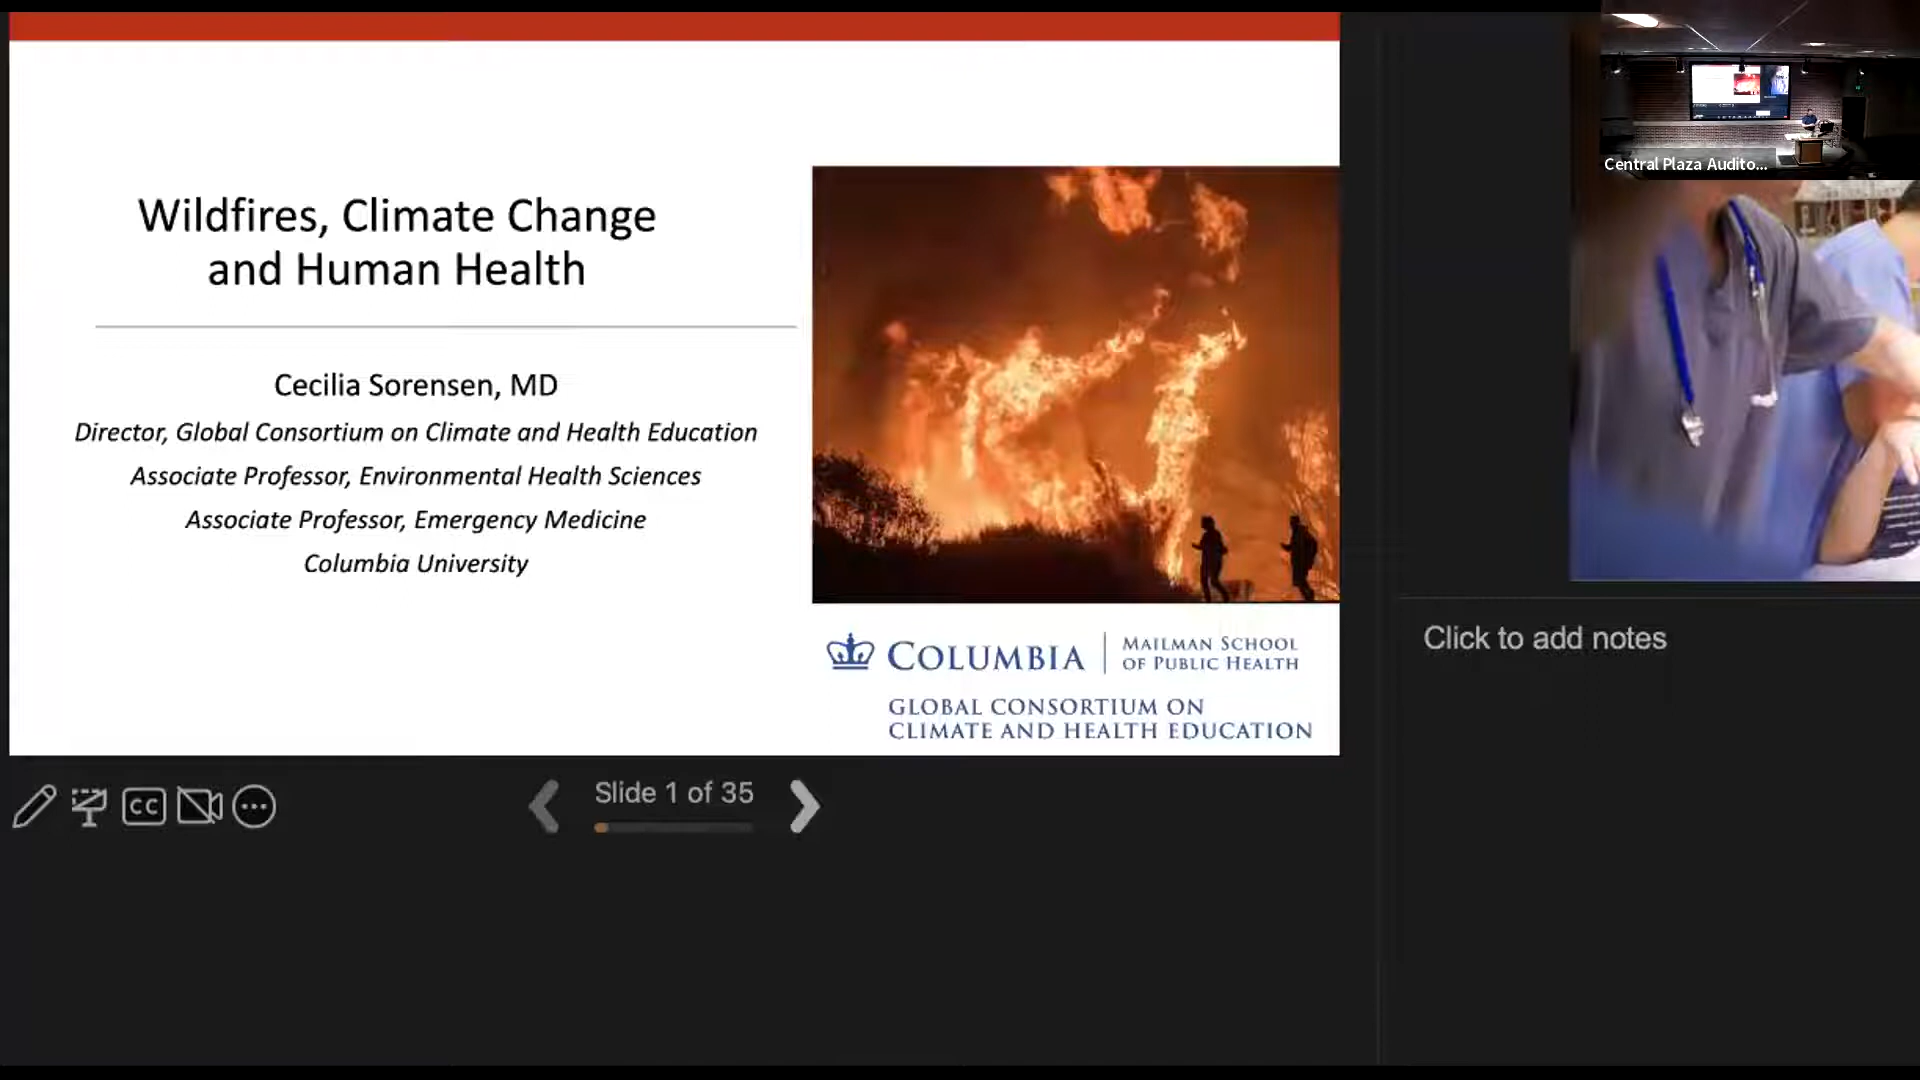 Wildfires, Climate Change
and Human Health
Cecilia Sorensen, MD
Director, Global Consortium on Climate and Health Education
Associate Professor, Environmental Health Sciences
Associate Professor, Emergency Medicine
Columbia University
COLUMBIA
MAILMAN SCHOOL
OF PUBLIC HEALTH
GLOBAL CONSORTIUM ON
CLIMATE AND HEALTH EDUCATION
CC
Slide 1 of 35
Central Plaza Audito...
Click to add notes